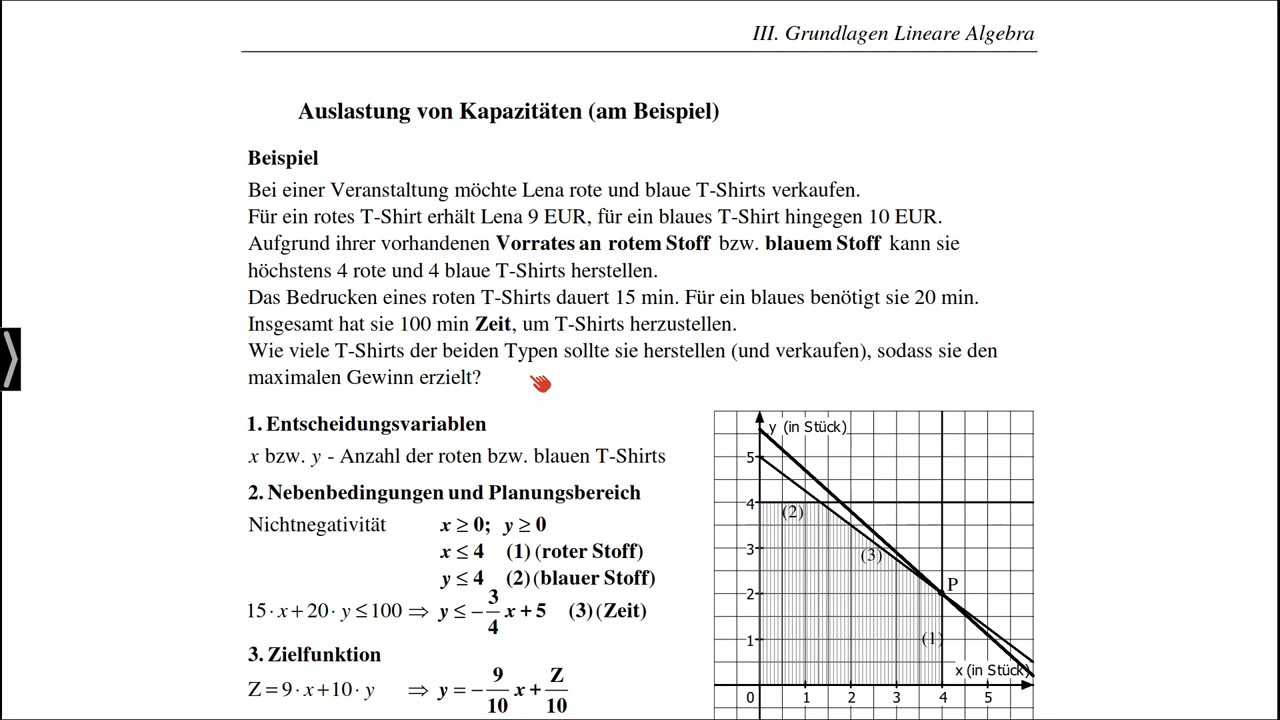 III. Grundlagen Lineare Algebra
Auslastung von Kapazitäten (am Beispiel)
Beispiel
Bei einer Veranstaltung möchte Lena rote und blaue T-Shirts verkaufen.
Für ein rotes T-Shirt erhält Lena 9 EUR, für ein blaues T-Shirt hingegen 10 EUR.
Aufgrund ihrer vorhandenen Vorrates an rotem Stoff bzw. blauem Stoff kann sie
höchstens 4 rote und 4 blaue T-Shirts herstellen.
Das Bedrucken eines roten T-Shirts dauert 15 min. Für ein blaues benötigt sie 20 min.
Insgesamt hat sie 100 min Zeit, um T-Shirts herzustellen.
Wie viele T-Shirts der beiden Typen sollte sie herstellen (und verkaufen), sodass sie den
maximalen Gewinn erzielt?
1. Entscheidungsvariablen
x bzw. y - Anzahl der roten bzw. blauen T-Shirts
2. Nebenbedingungen und Planungsbereich
Nichtnegativität x ≥ 0; y ≥ 0
x ≤ 4 (1) (roter Stoff)
y ≤ 4 (2) (blauer Stoff)
15·x+20·y ≤ 100 ⇒ y ≤ -3/4 x+5 (3) (Zeit)
3. Zielfunktion
Z = 9·x+10·y ⇒ y = -9/10 x + Z/10
y (in Stück)
5
4
(2)
3
(3)
2
P
1
(1)
x (in Stück)
0 1 2 3 4 5